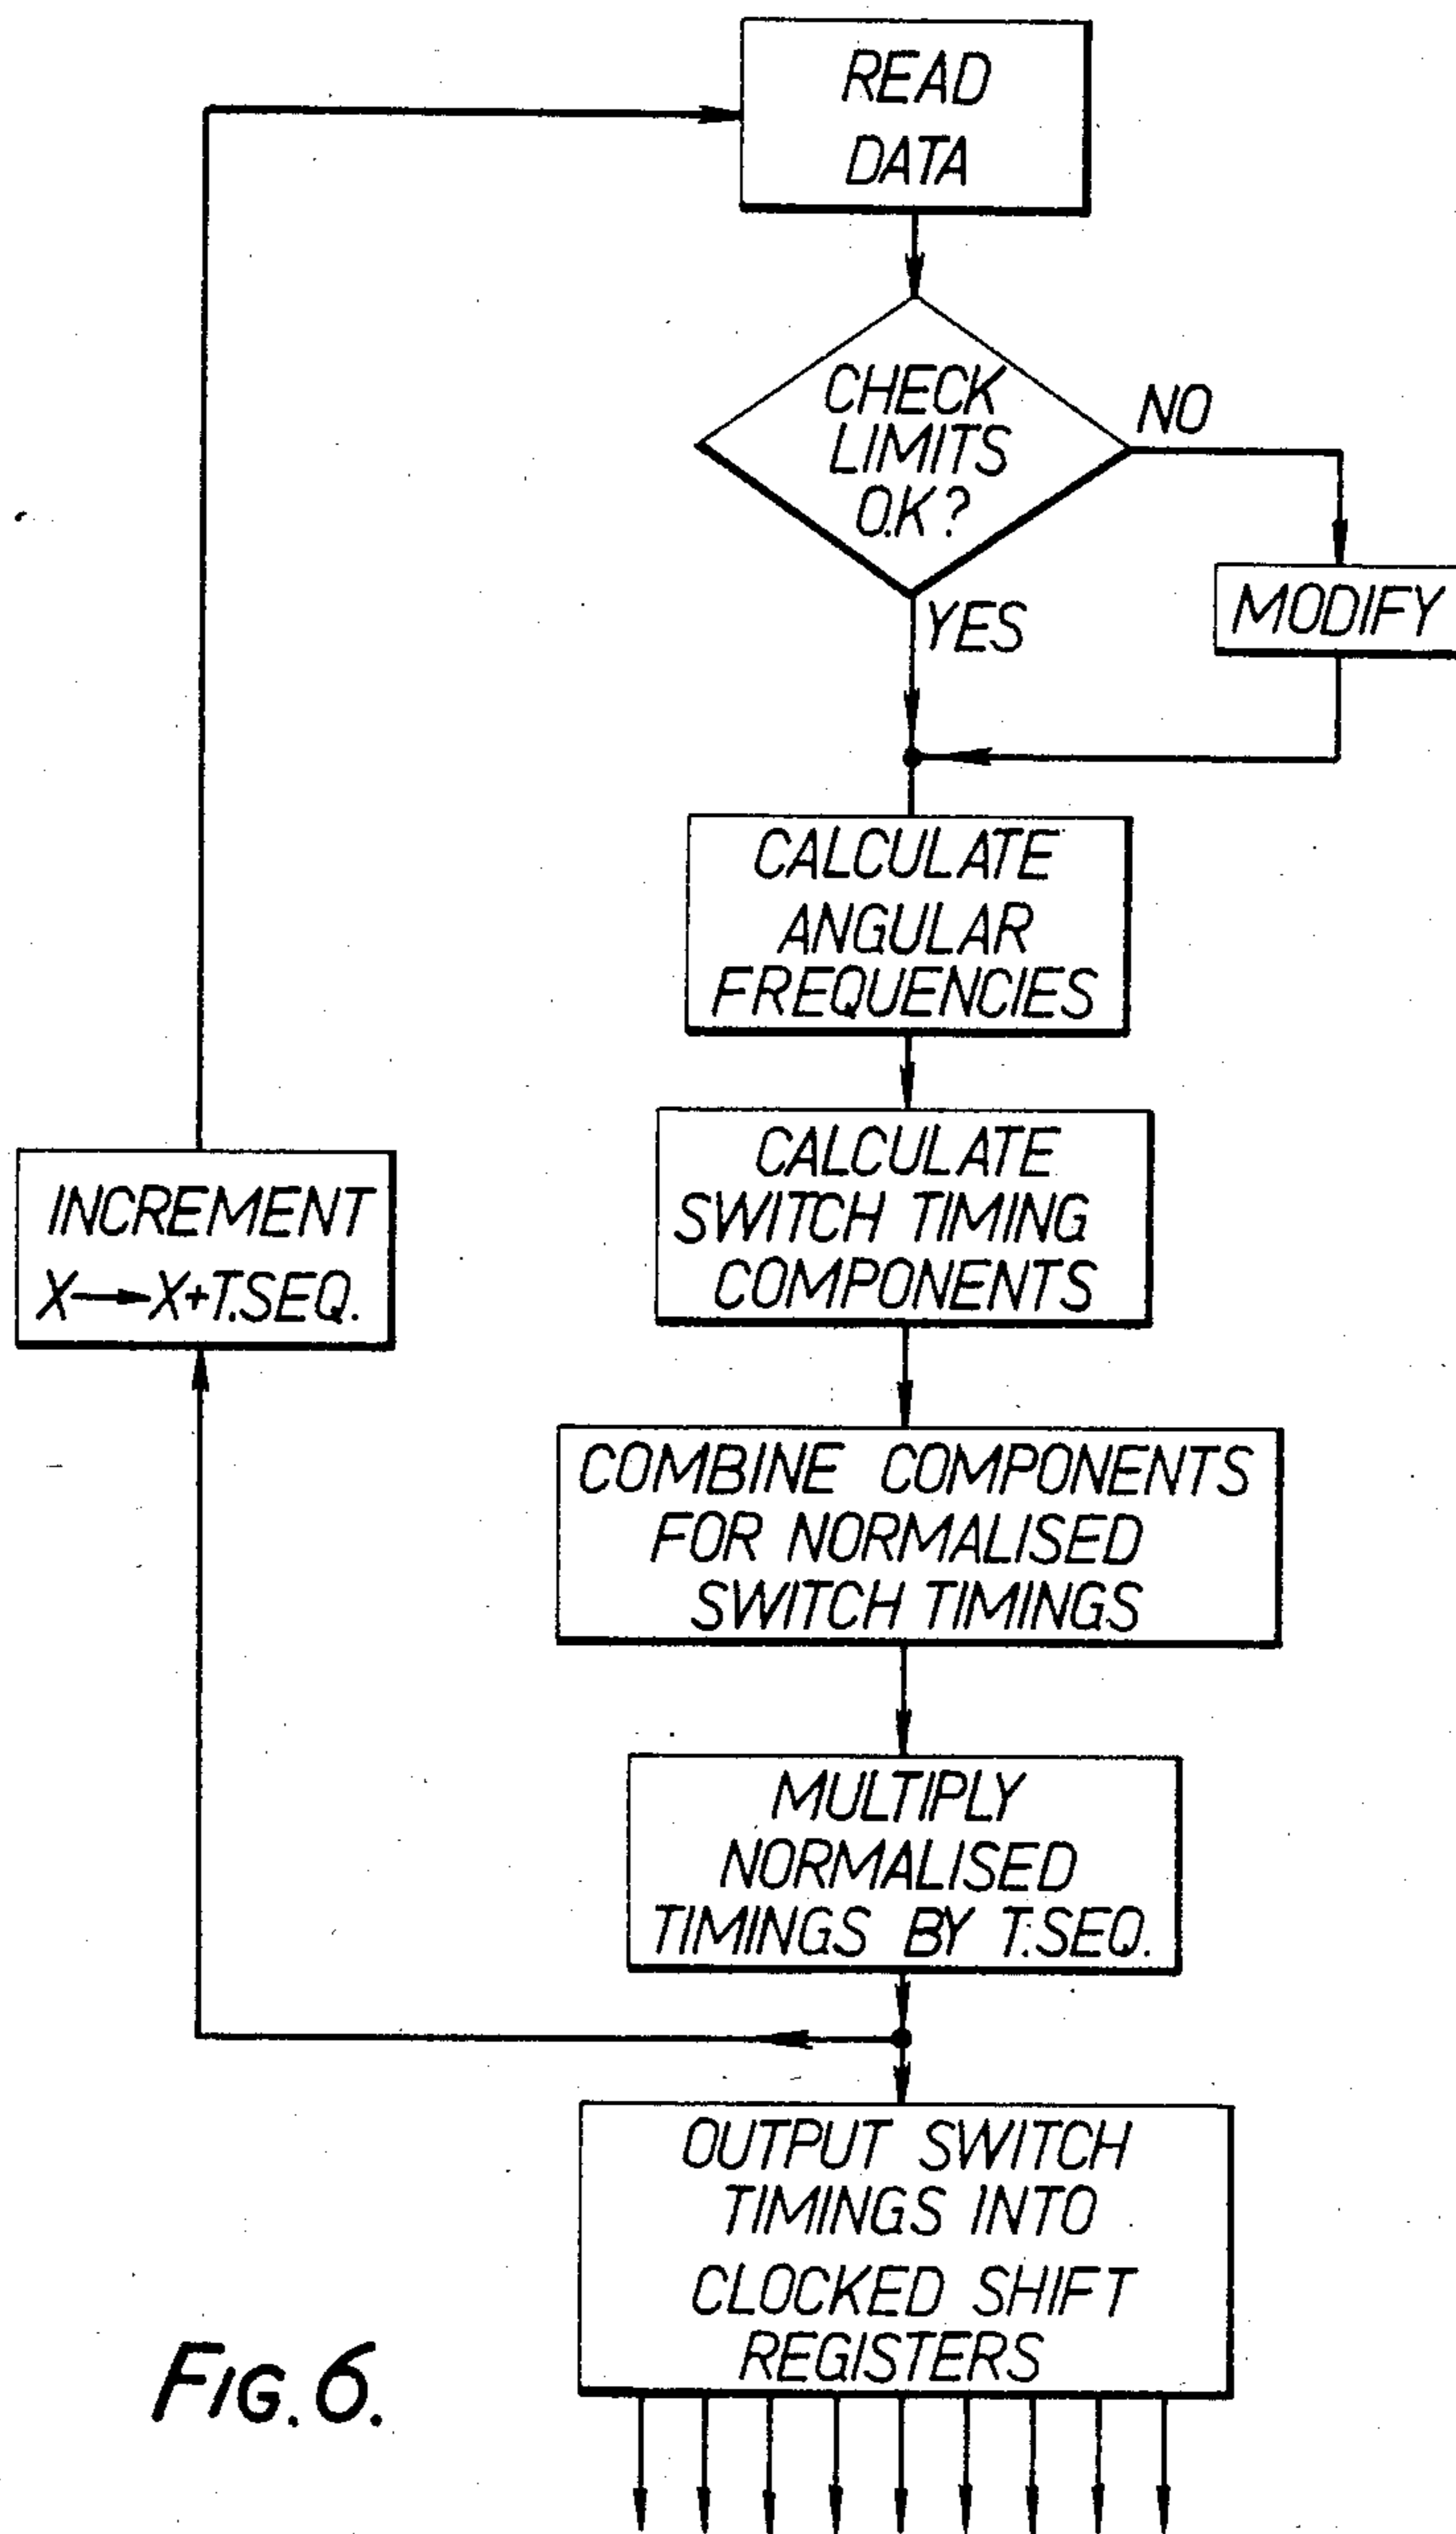 READ
DATA
CHECK
LIMITS
O.K?
NO
YES
MODIFY
CALCULATE
ANGULAR
FREQUENCIES
CALCULATE
SWITCH TIMING
COMPONENTS
INCREMENT
X→X+T.SEQ.
COMBINE COMPONENTS
FOR NORMALISED
SWITCH TIMINGS
MULTIPLY
NORMALISED
TIMINGS BY T.SEQ.
OUTPUT SWITCH
TIMINGS INTO
CLOCKED SHIFT
REGISTERS
FIG. 6.